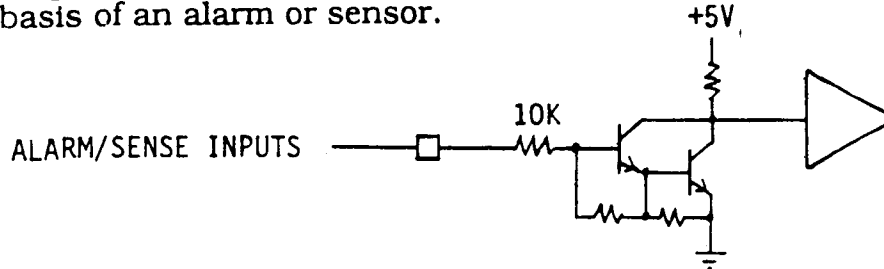 basis of an alarm or sensor.
+5V
10K
ALARM/SENSE INPUTS